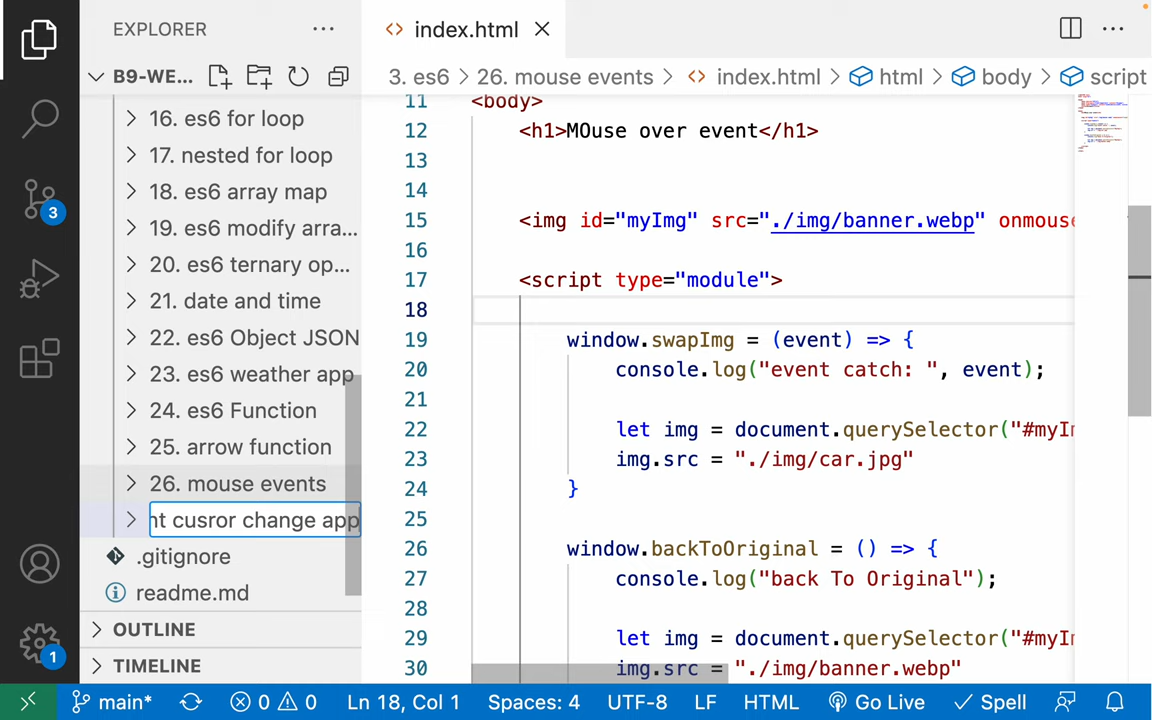 EXPLORER
B9-WE...
16. es6 for loop
17. nested for loop
18. es6 array map
19. es6 modify arra...
20. es6 ternary op...
21. date and time
22. es6 Object JSON
23. es6 weather app
24. es6 Function
25. arrow function
26. mouse events
nt cusror change app
.gitignore
readme.md
OUTLINE
TIMELINE
3
1
index.html
3. es6 > 26. mouse events > index.html > html > body > script
11 <body>
12 <h1>MOuse over event</h1>
13
14
15 <img id="myImg" src="./img/banner.webp" onmouse
16
17 <script type="module">
18
19 window.swapImg = (event) => {
20 console.log("event catch: ", event);
21
22 let img = document.querySelector("#myIm
23 img.src = "./img/car.jpg"
24 }
25
26 window.backToOriginal = () => {
27 console.log("back To Original");
28
29 let img = document.querySelector("#myIm
30 img.src = "./img/banner.webp"
main* 0 0 Ln 18, Col 1 Spaces: 4 UTF-8 LF HTML Go Live Spell